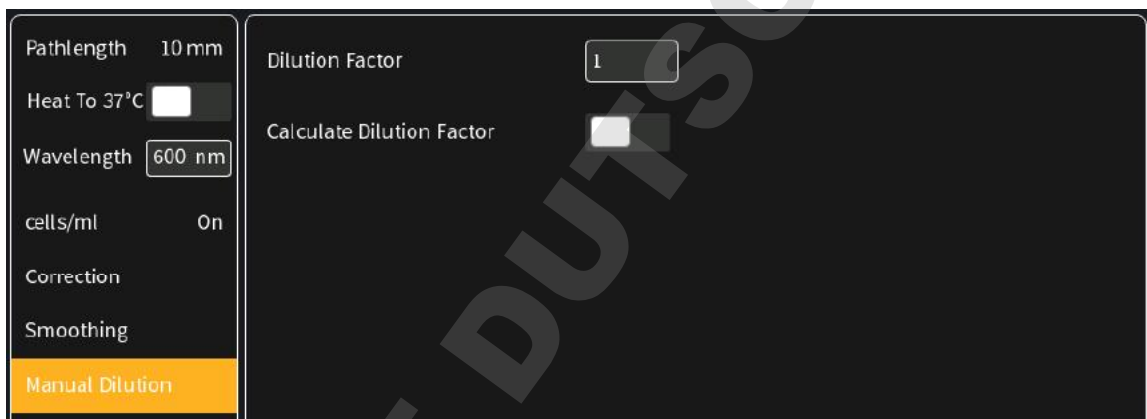 Pathlength 10 mm
Heat To 37°C
Wavelength 600 nm
cells/ml On
Correction
Smoothing
Manual Dilution
Dilution Factor 1
Calculate Dilution Factor
DUTSC